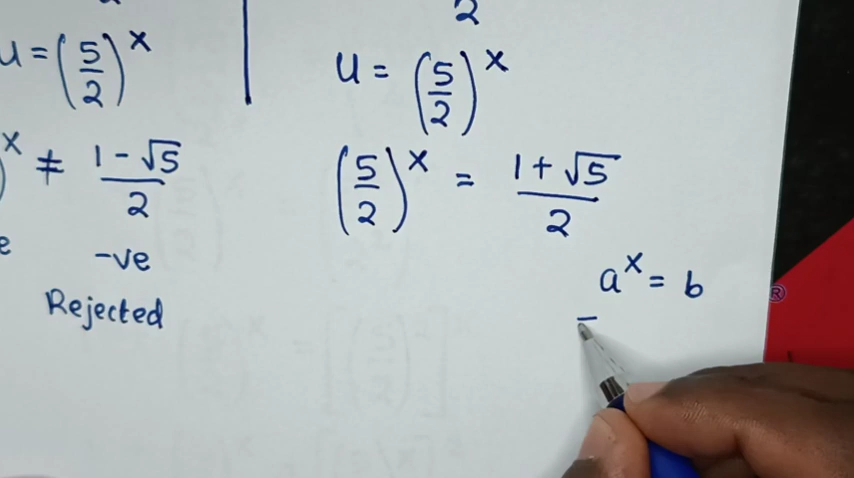 u = (5/2)^x
)^x ≠ (1 - √5)/2
e -ve
Rejected
2
u = (5/2)^x
(5/2)^x = (1 + √5)/2
a^x = b
®